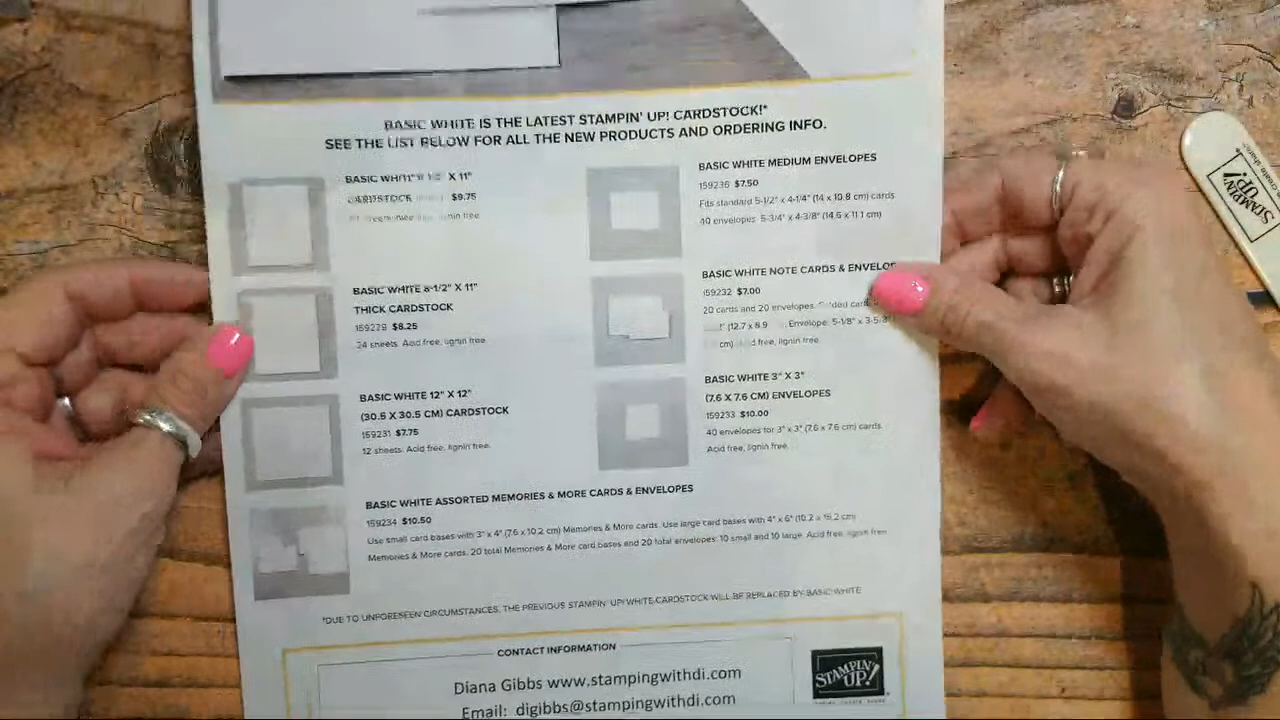 BASIC WHITE IS THE LATEST STAMPIN' UP! CARDSTOCK!*
SEE THE LIST BELOW FOR ALL THE NEW PRODUCTS AND ORDERING INFO.
X 11"
CARDSTOCK
$9.75
lignin free
BASIC WHITE 8-1/2" X 11"
THICK CARDSTOCK
159229 $8.25
24 sheets. Acid free, lignin free
BASIC WHITE 12" X 12"
(30.5 X 30.5 CM) CARDSTOCK
159231 $7.75
12 sheets. Acid free, lignin free.
BASIC WHITE MEDIUM ENVELOPES
159236 $7.50
Fits standard 5-1/2" x 4-1/4" (14 x 10.8 cm) cards
40 envelopes: 5-3/4" x 4-3/8" (14.6 x 11.1 cm)
BASIC WHITE NOTE CARDS &
159232 $7.00
20 cards and 20 envelopes.
(12.7 x 8.9 Envelope: 5-1/8" x
cm) free, lignin free
BASIC WHITE 3" X 3"
(7.6 X 7.6 CM) ENVELOPES
159233 $10.00
40 envelopes for 3" x 3" (7.6 x 7.6 cm) cards.
Acid free, lignin free.
BASIC WHITE ASSORTED MEMORIES & MORE CARDS & ENVELOPES
159234 $10.50
Use small card bases with 3" x 4" (7.6 x 10.2 cm) Memories & More cards. Use large card bases with 4" x 6" (10.2 x 15.2 cm)
Memories & More cards. 20 total Memories & More card bases and 20 total envelopes: 10 small and 10 large. Acid free, lignin free
*DUE TO UNFORESEEN CIRCUMSTANCES, THE PREVIOUS STAMPIN' UP! WHITE CARDSTOCK WILL BE REPLACED BY BASIC WHITE
CONTACT INFORMATION
Diana Gibbs www.stampingwithdi.com
Email: digibbs@stampingwithdi.com
STAMPIN' UP!
STAMPIN' UP!